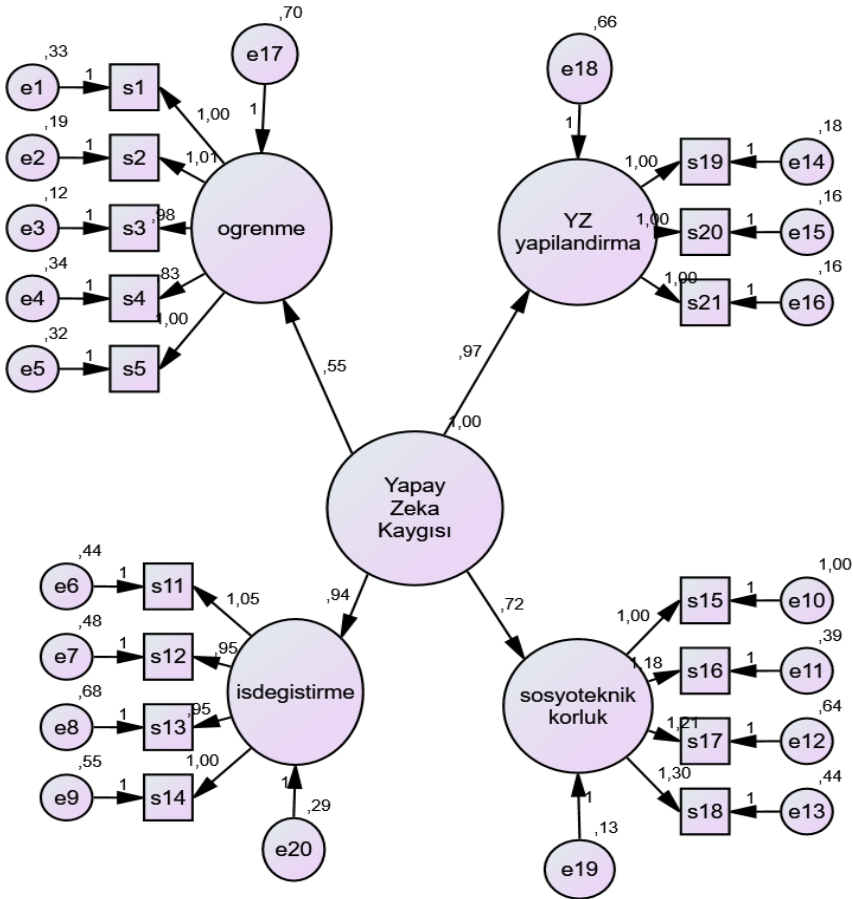 ,70
e17
1
,66
e18
1
,33
e1
1
s1
1,00
,19
e2
1
s2
1,01
,12
e3
1
s3
,98
,34
e4
1
s4
,83
,32
e5
1
s5
1,00
ogrenme
YZ
yapilandirma
1,00
s19
1
,18
e14
1,00
s20
1
,16
e15
1,00
s21
1
,16
e16
,55
,97
1,00
Yapay
Zeka
Kaygısı
,94
,72
,44
e6
1
s11
1,05
,48
e7
1
s12
,95
,68
e8
1
s13
,95
,55
e9
1
s14
1,00
isdegistirme
1
,29
e20
sosyoteknik
korluk
1,00
s15
1
1,00
e10
1,18
s16
1
,39
e11
1,21
s17
1
,64
e12
1,30
s18
1
,44
e13
1
,13
e19